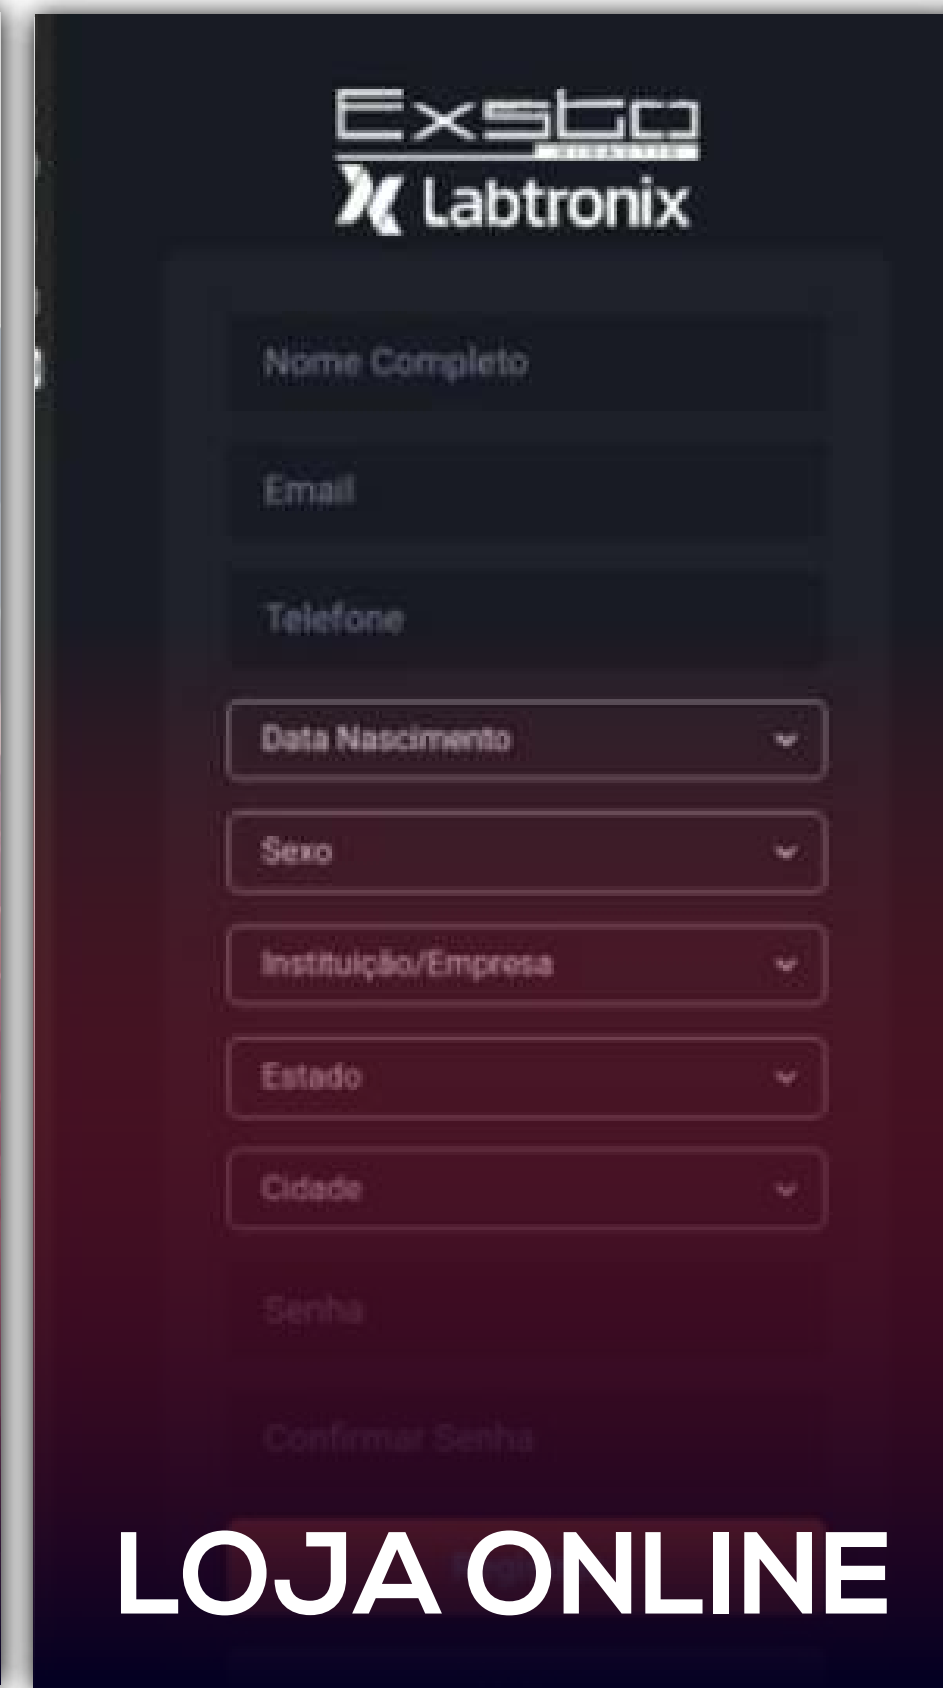 Exsto
Labtronix
Nome Completo
Email
Telefone
Data Nascimento
Sexo
Instituição/Empresa
Estado
Cidade
Senha
Confirmar Senha
LOJA ONLINE